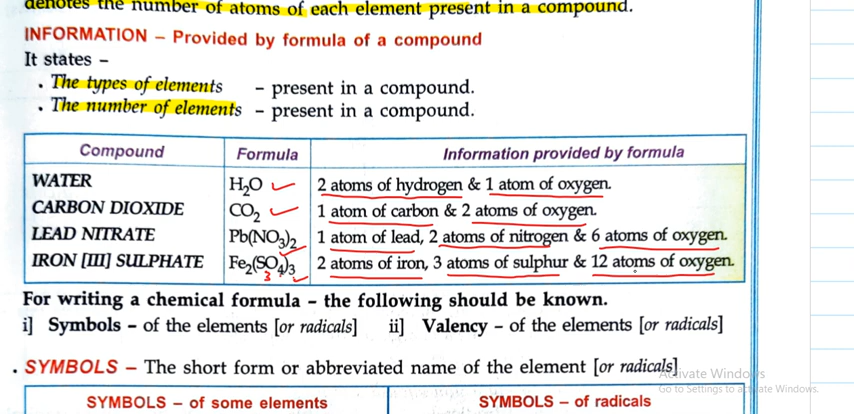 denotes the number of atoms of each element present in a compound.
INFORMATION – Provided by formula of a compound
It states –
. The types of elements – present in a compound.
. The number of elements – present in a compound.
Compound Formula Information provided by formula
WATER H₂O 2 atoms of hydrogen & 1 atom of oxygen.
CARBON DIOXIDE CO₂ 1 atom of carbon & 2 atoms of oxygen.
LEAD NITRATE Pb(NO₃)₂ 1 atom of lead, 2 atoms of nitrogen & 6 atoms of oxygen.
IRON [III] SULPHATE Fe₂(SO₄)₃ 2 atoms of iron, 3 atoms of sulphur & 12 atoms of oxygen.
3
For writing a chemical formula – the following should be known.
i] Symbols – of the elements [or radicals] ii] Valency – of the elements [or radicals]
. SYMBOLS – The short form or abbreviated name of the element [or radicals]
Activate Windows
Go to Settings to activate Windows.
SYMBOLS – of some elements SYMBOLS – of radicals